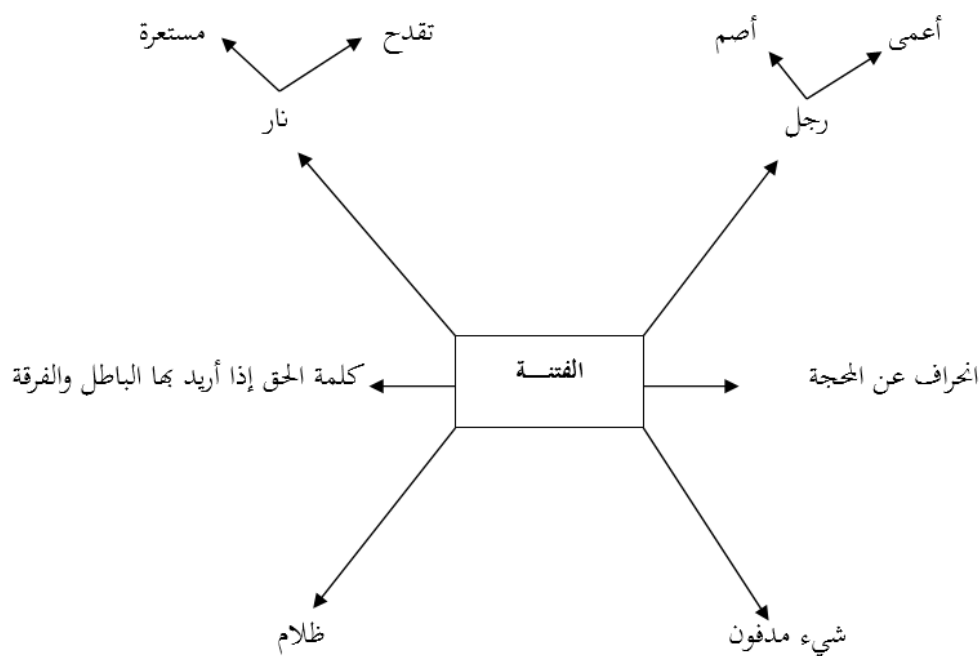 أعمى
أصم
تقدح
مستعرة
رجل
نار
الفتنـــة
انحراف عن المحجة
كلمة الحق إذا أريد بها الباطل والفرقة
شيء مدفون
ظلام